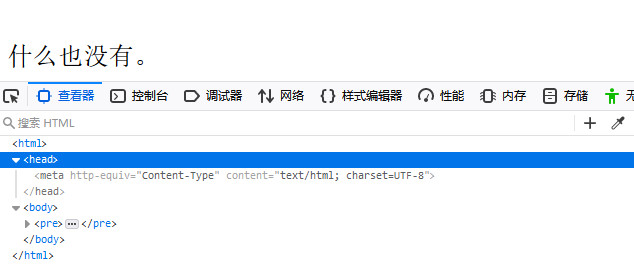 什么也没有。
查看器 控制台 调试器 网络 {} 样式编辑器 性能 内存 存储 无
搜索 HTML
<html>
<head>
<meta http-equiv="Content-Type" content="text/html; charset=UTF-8">
</head>
<body>
<pre> ••• </pre>
</body>
</html>